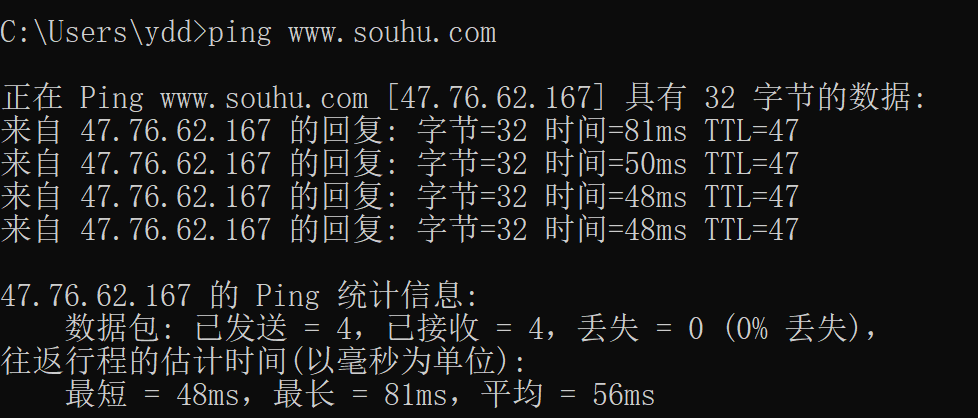 C:\Users\ydd>ping www.souhu.com
正在 Ping www.souhu.com [47.76.62.167] 具有 32 字节的数据:
来自 47.76.62.167 的回复: 字节=32 时间=81ms TTL=47
来自 47.76.62.167 的回复: 字节=32 时间=50ms TTL=47
来自 47.76.62.167 的回复: 字节=32 时间=48ms TTL=47
来自 47.76.62.167 的回复: 字节=32 时间=48ms TTL=47
47.76.62.167 的 Ping 统计信息:
数据包: 已发送 = 4，已接收 = 4，丢失 = 0 (0% 丢失)，
往返行程的估计时间(以毫秒为单位):
最短 = 48ms，最长 = 81ms，平均 = 56ms